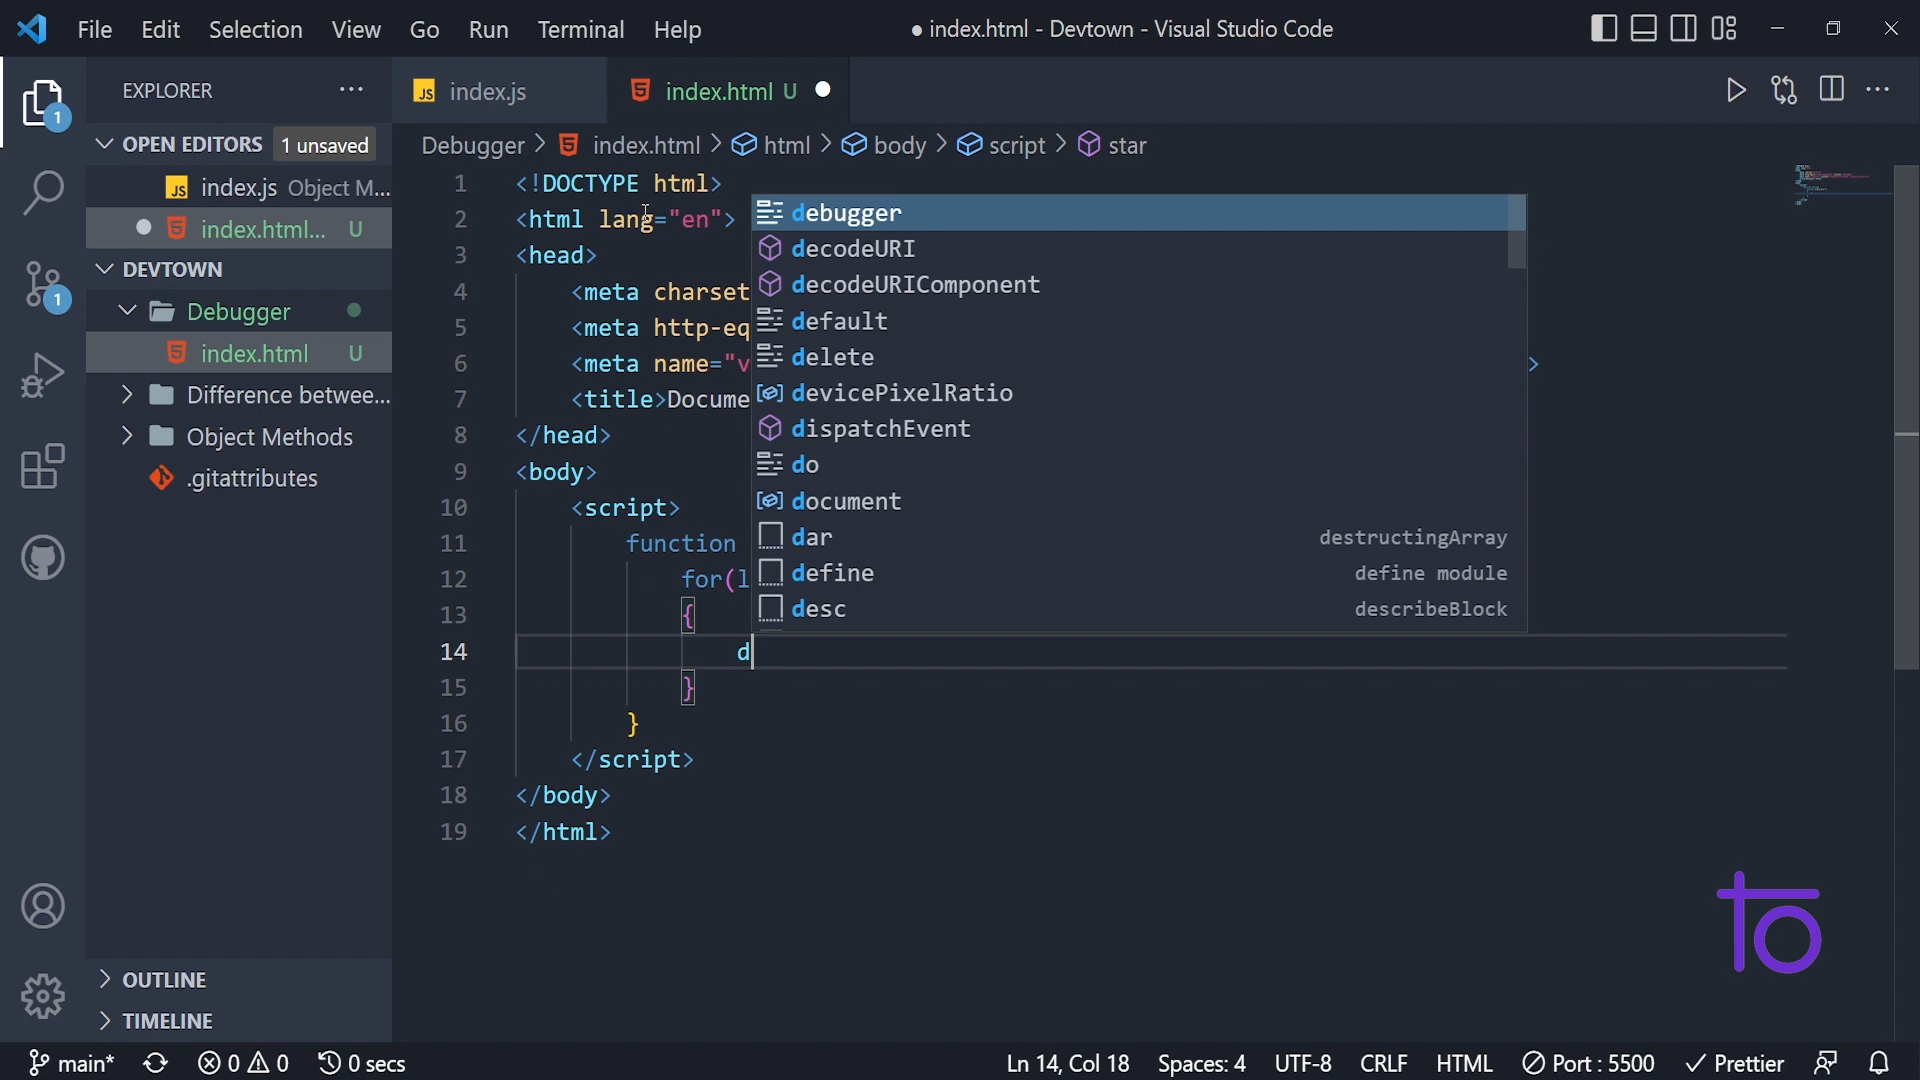 File Edit Selection View Go Run Terminal Help
● index.html - Devtown - Visual Studio Code
EXPLORER ...
1
OPEN EDITORS 1 unsaved
JS index.js Object M...
index.html... U
DEVTOWN
Debugger
index.html U
Difference betwee...
Object Methods
.gitattributes
1
OUTLINE
TIMELINE
JS index.js
index.html U ●
Debugger > index.html > html > body > script > star
1 <!DOCTYPE html>
2 <html lang="en">
3 <head>
4 <meta charset
5 <meta http-eq
6 <meta name="v >
7 <title>Docume
8 </head>
9 <body>
10 <script>
11 function
12 for(l
13 {
14 d
15 }
16 }
17 </script>
18 </body>
19 </html>
debugger
decodeURI
decodeURIComponent
default
delete
devicePixelRatio
dispatchEvent
do
document
dar destructingArray
define define module
desc describeBlock
to
main* 0 0 0 secs
Ln 14, Col 18 Spaces: 4 UTF-8 CRLF HTML Port : 5500 Prettier